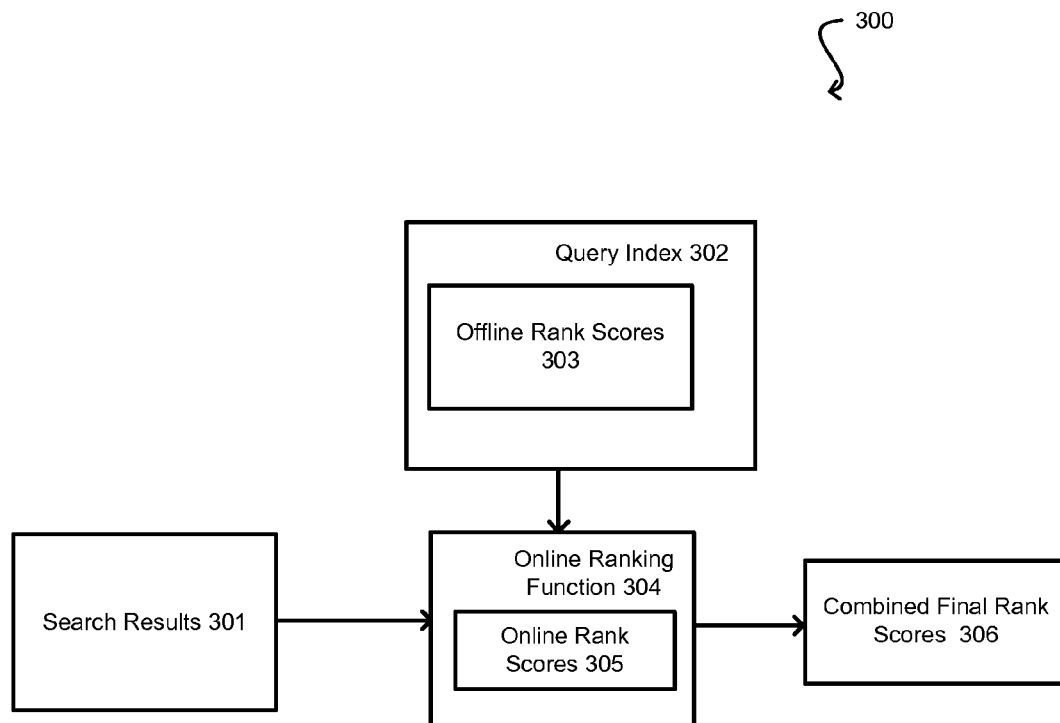 300
Query Index 302
Offline Rank Scores
303
Search Results 301
Online Ranking
Function 304
Online Rank
Scores 305
Combined Final Rank
Scores 306